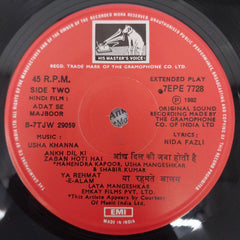 HIS MASTER'S VOICE
REGD. TRADE MARK OF THE GRAMOPHONE CO LTD.
45 R.P.M.
SIDE TWO
HINDI FILM :
ADAT SE
MAJBOOR
S-7TJW 29059
EXTENDED PLAY
7EPE 7728
℗ 1982
ORIGINAL SOUND
RECORDING MADE BY
THE GRAMOPHONE CO.
OF INDIA LTD
MUSIC :
USHA KHANNA
LYRIC :
NIDA FAZLI
ANKH DIL KI
ZABAN HOTI HAI
आँख दिल की ज़बां होती है
*MAHENDRA KAPOOR, USHA MANGESHKAR
& SHABIR KUMAR
YA REHMAT
-E-ALAM
या रहमते आलम
LATA MANGESHKAR
EMKAY FILMS PVT. LTD.
*This Artiste Appears by Courtesy
Of Music India Ltd.
EMI
MADE IN INDIA